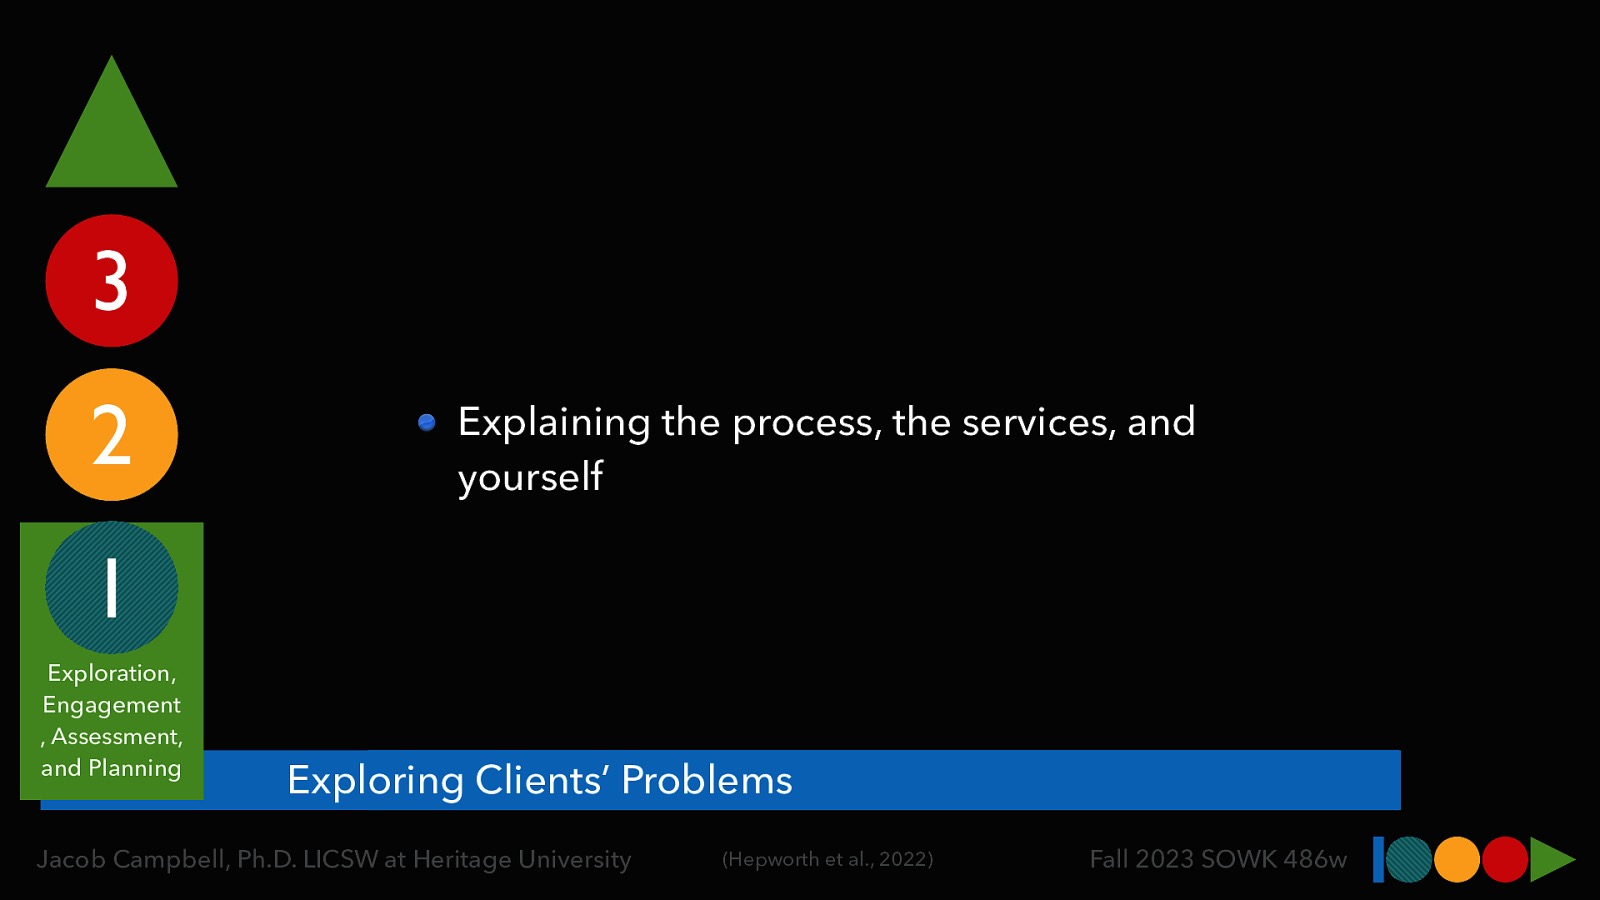 3
2
1
Exploration,
Engagement
, Assessment,
and Planning
• Explaining the process, the services, and
yourself
Exploring Clients’ Problems
Jacob Campbell, Ph.D. LICSW at Heritage University
(Hepworth et al., 2022)
Fall 2023 SOWK 486w